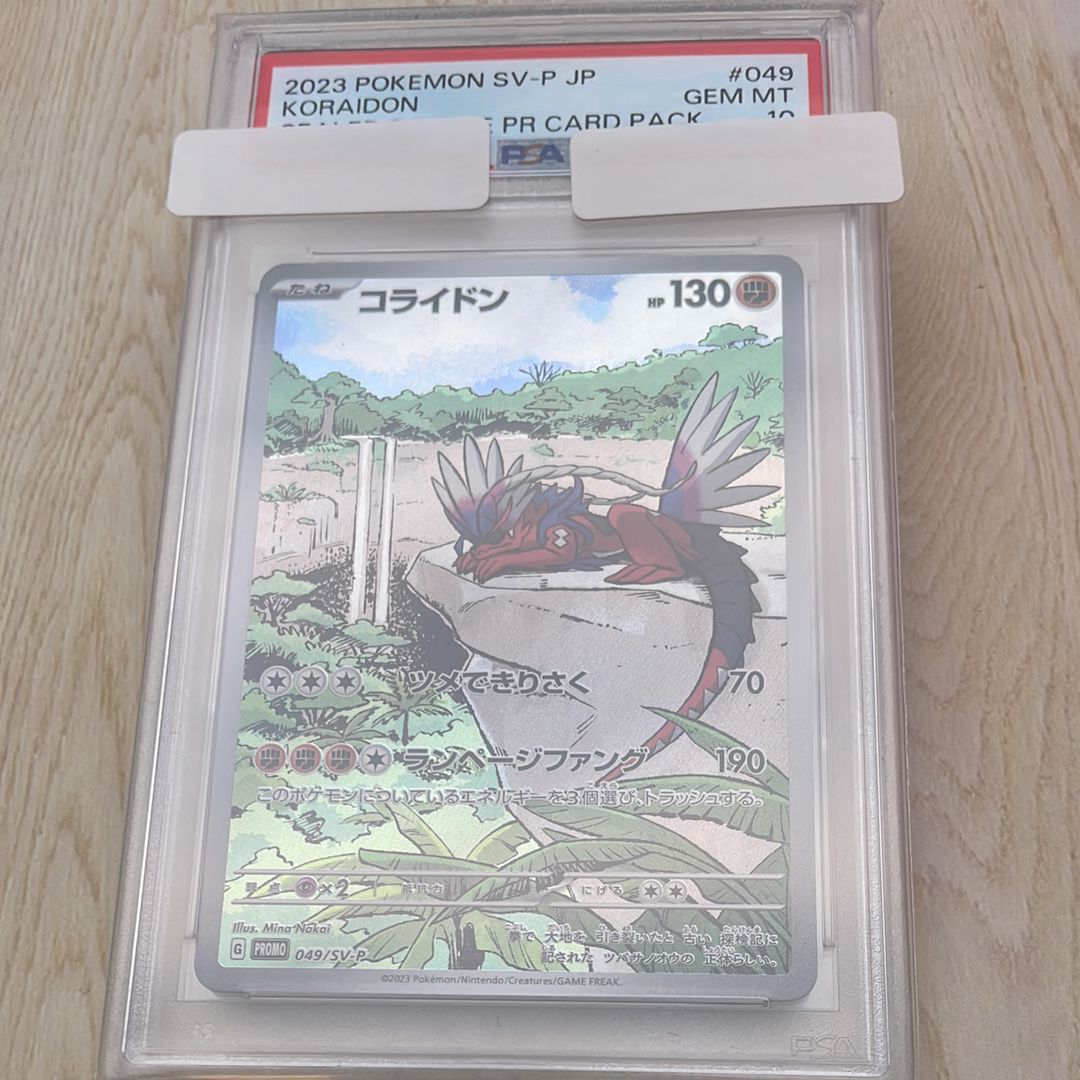 2023 POKEMON SV-P JP #049
KORAIDON GEM MT
PR CARD PACK 10
PSA
たね コライドン HP 130
ツメできりさく 70
ランページファング 190
このポケモンについているエネルギーを3個選び、トラッシュする。
弱点 ×2 抵抗力 にげる
Illus. Mina Nakai
拳で 大地を 引き裂いたと 古い 探検記に
G PROMO 049/SV-P
記された ツバサノオウの 正体らしい。
©2023 Pokémon/Nintendo/Creatures/GAME FREAK.
PSA